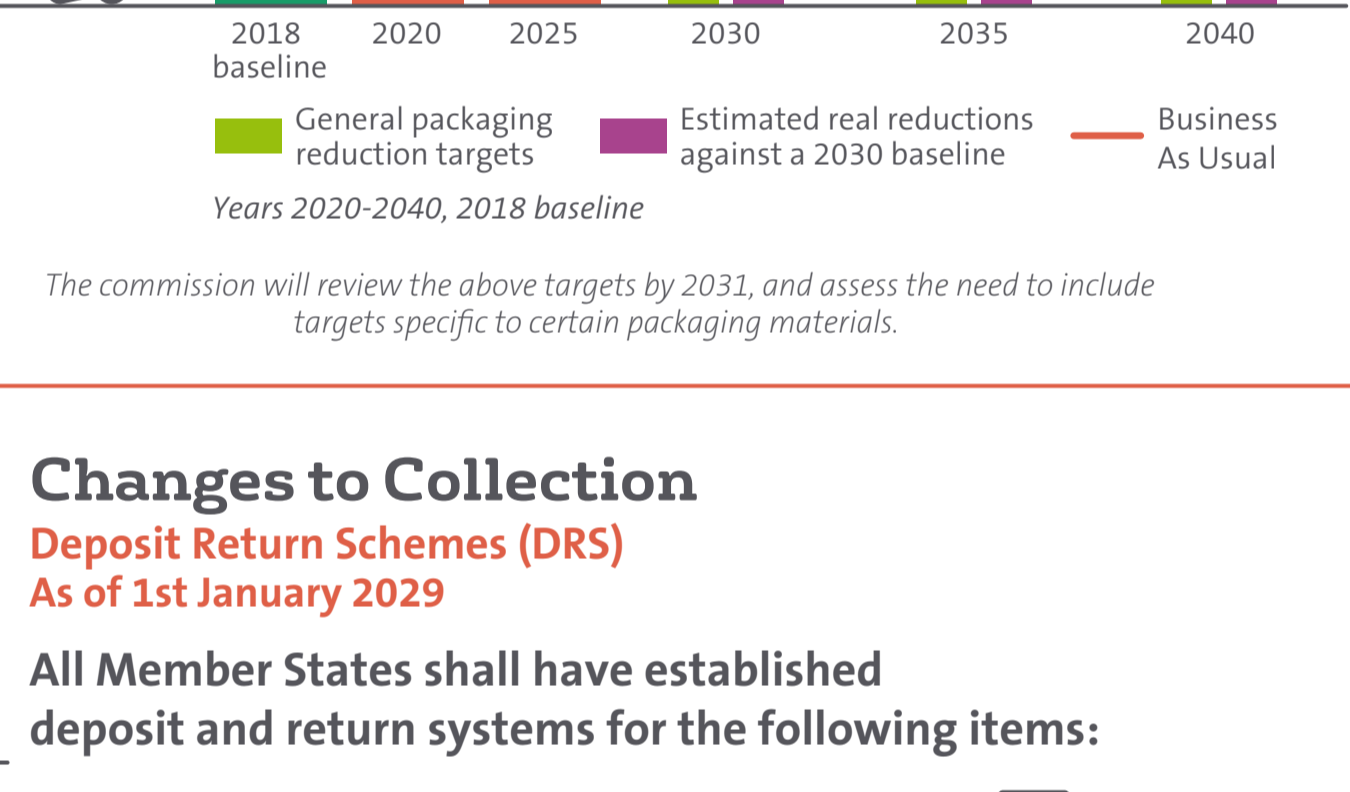 2018 2020 2025 2030 2035 2040
baseline
General packaging
reduction targets
Estimated real reductions
against a 2030 baseline
Business
As Usual
Years 2020-2040, 2018 baseline
The commission will review the above targets by 2031, and assess the need to include
targets specific to certain packaging materials.
Changes to Collection
Deposit Return Schemes (DRS)
As of 1st January 2029
All Member States shall have established
deposit and return systems for the following items: